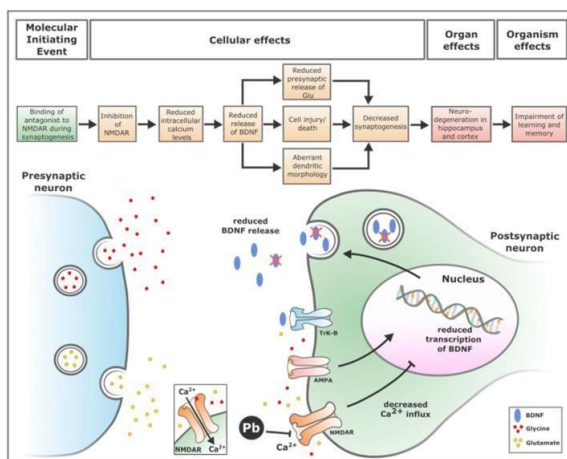 Molecular
Initiating
Event
Cellular effects
Organ
effects
Organism
effects
Binding of
antagonist to
NMDAR during
synaptogenesis
Inhibition
of NMDAR
Reduced
intracellular
calcium
levels
Reduced
release
of BDNF
Reduced
presynaptic
release of
Glu
Cell injury/
death
Aberrant
dendritic
morphology
Decreased
synaptogenesis
Neuro-
degeneration in
hippocampus
and cortex
Impairment of
learning and
memory
Presynaptic
neuron
reduced
BDNF release
Postsynaptic
neuron
Nucleus
reduced
transcription
of BDNF
TrK-B
AMPA
decreased
Ca2+ influx
Ca2+
NMDAR
Ca2+
Pb
Ca2+
NMDAR
BDNF
Glycine
Glutamate